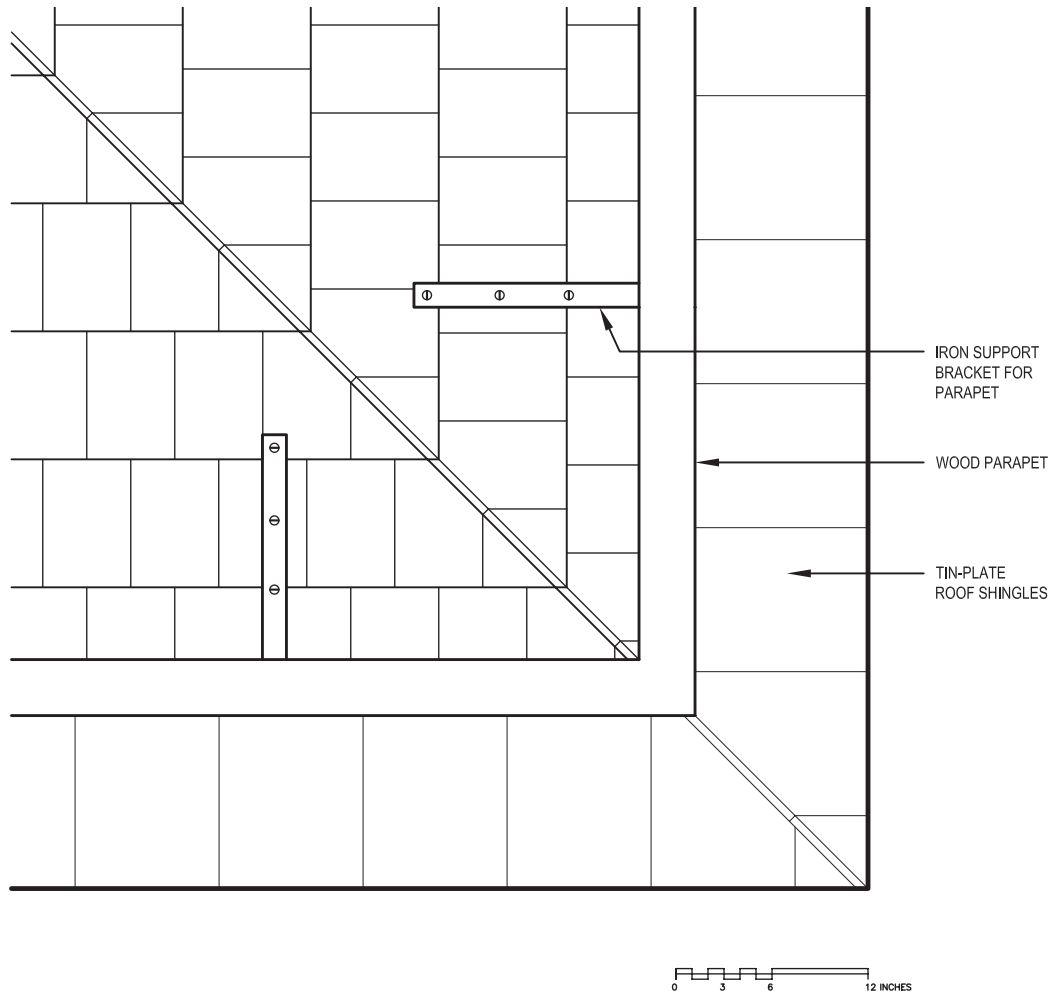 IRON SUPPORT
BRACKET FOR
PARAPET
WOOD PARAPET
TIN-PLATE
ROOF SHINGLES
0 3 6 12 INCHES